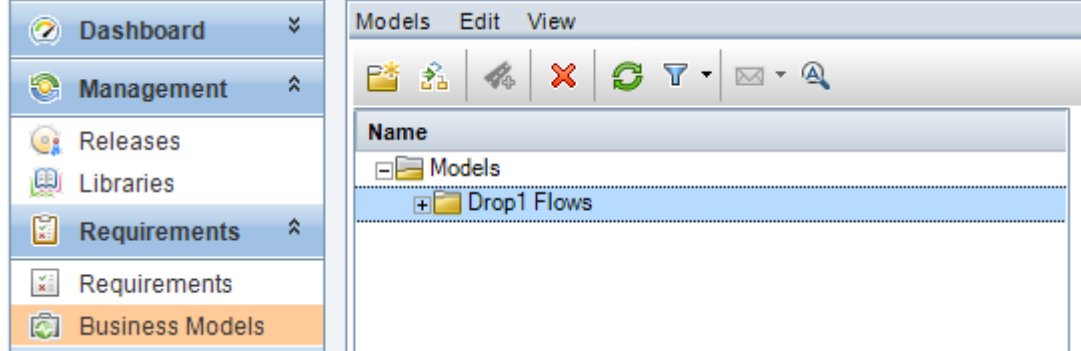 Dashboard
Management
Releases
Libraries
Requirements
Requirements
Business Models
Models Edit View
Name
Models
Drop1 Flows